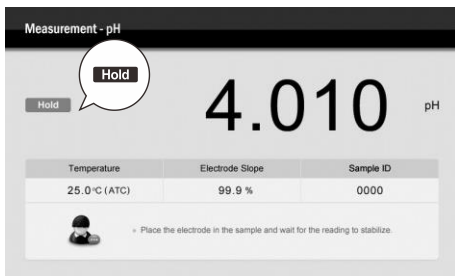 Measurement - pH
Hold
Hold
4.010 pH
Temperature Electrode Slope Sample ID
25.0°C (ATC) 99.9 % 0000
Place the electrode in the sample and wait for the reading to stabilize.